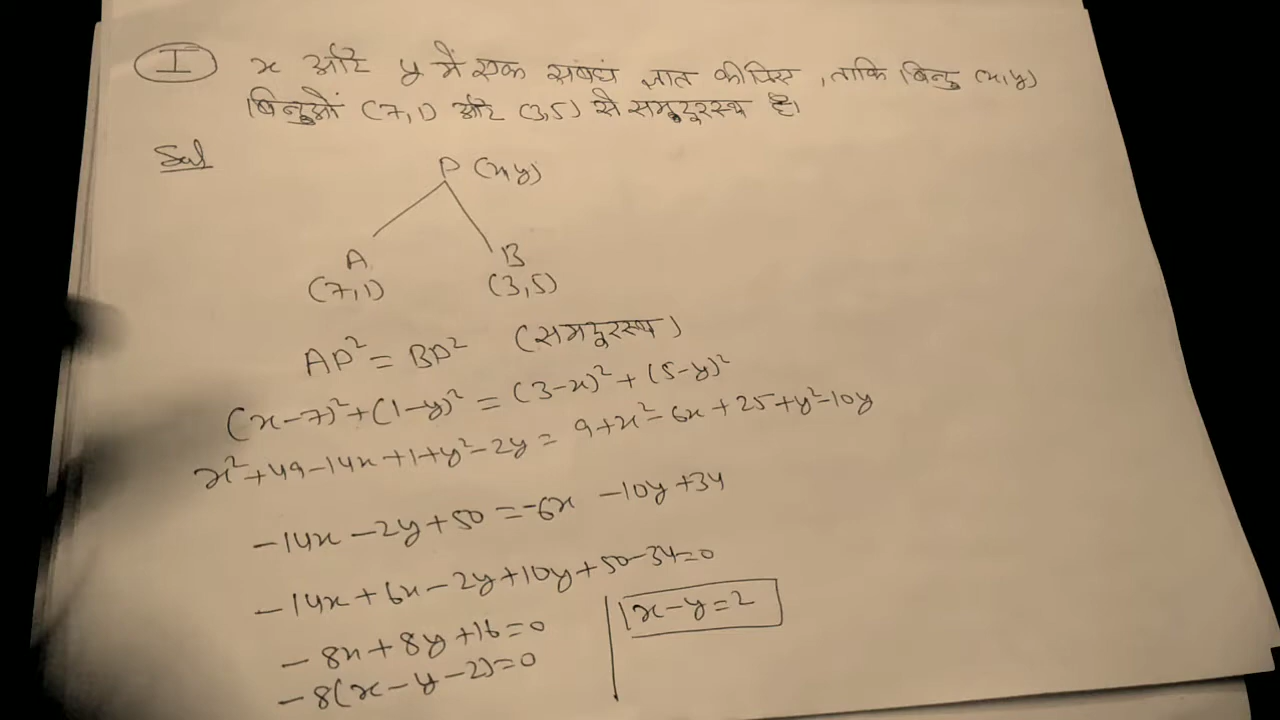 I x और y में एक संबंध ज्ञात कीजिए, ताकि बिन्दु (x,y)
बिन्दुओं (7,1) और (3,5) से समदूरस्थ है।
Sol
P (x,y)
A B
(7,1) (3,5)
AP² = BP² (समदूरस्थ)
(x-7)²+(1-y)² = (3-x)²+(5-y)²
x²+49-14x+1+y²-2y = 9+x²-6x+25+y²-10y
-14x-2y+50 = -6x -10y+34
-14x+6x-2y+10y+50-34=0
-8x+8y+16=0
-8(x-y-2)=0
x-y=2